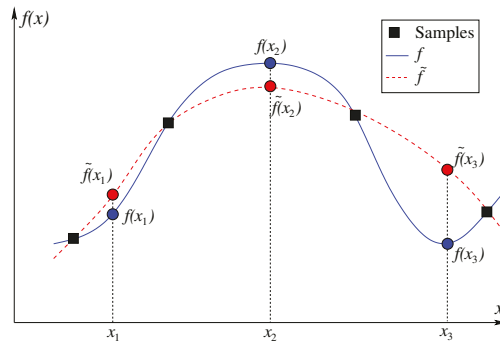 f(x)
Samples
f
f̃
f(x₂)
f̃(x₂)
f̃(x₁)
f(x₁)
f̃(x₃)
f(x₃)
x
x₁
x₂
x₃